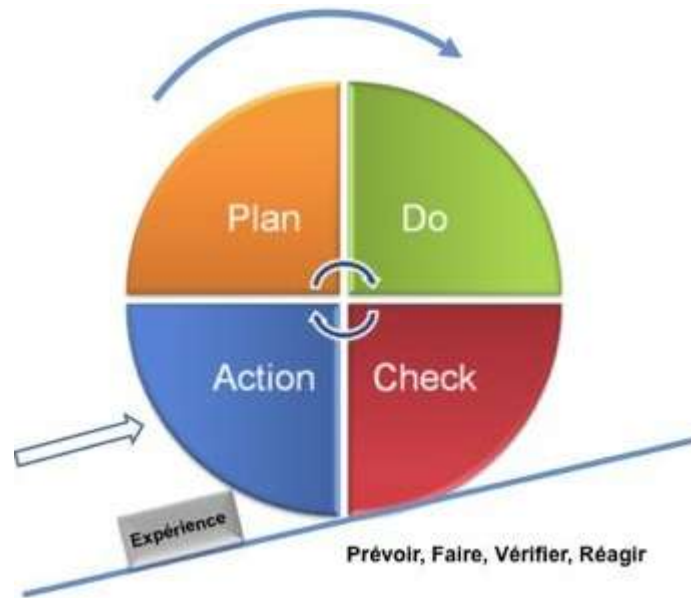 Plan
Do
Action
Check
Expérience
Prévoir, Faire, Vérifier, Réagir